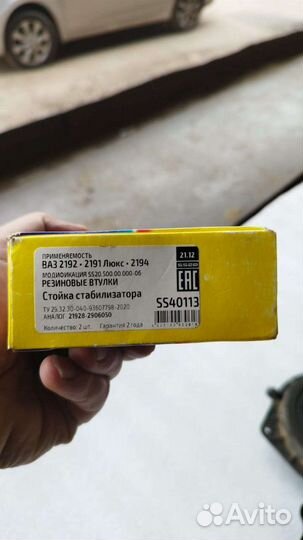 ПРИМЕНЯЕМОСТЬ
ВАЗ 2192 • 2191 Люкс • 2194
МОДИФИКАЦИЯ SS20.500.00.000-06
РЕЗИНОВЫЕ ВТУЛКИ
Стойка стабилизатора
SS40113
ТУ 29.32.30-040-93607798-2020
АНАЛОГ 21928-2906050
Количество: 2 шт. Гарантия 2 года
21.12
EAC
Avito